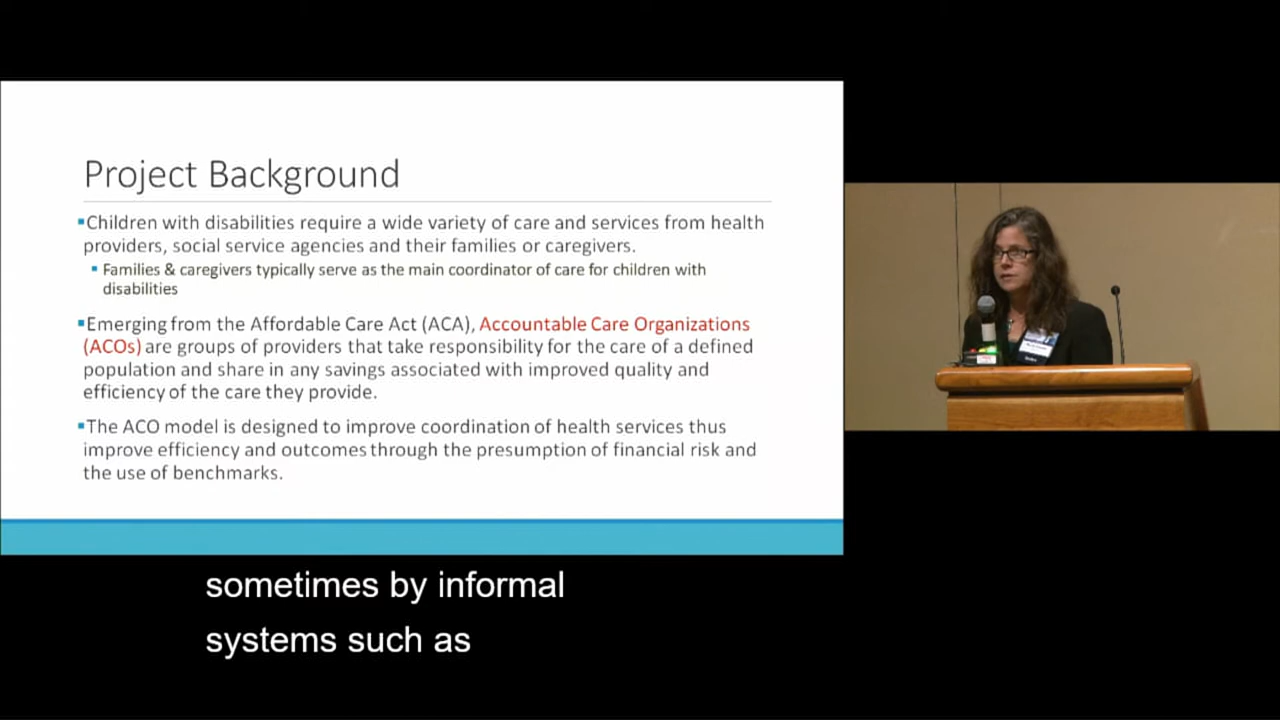 Project Background
▪Children with disabilities require a wide variety of care and services from health
providers, social service agencies and their families or caregivers.
▪ Families & caregivers typically serve as the main coordinator of care for children with
disabilities
▪Emerging from the Affordable Care Act (ACA), Accountable Care Organizations
(ACOs) are groups of providers that take responsibility for the care of a defined
population and share in any savings associated with improved quality and
efficiency of the care they provide.
▪The ACO model is designed to improve coordination of health services thus
improve efficiency and outcomes through the presumption of financial risk and
the use of benchmarks.
sometimes by informal
systems such as